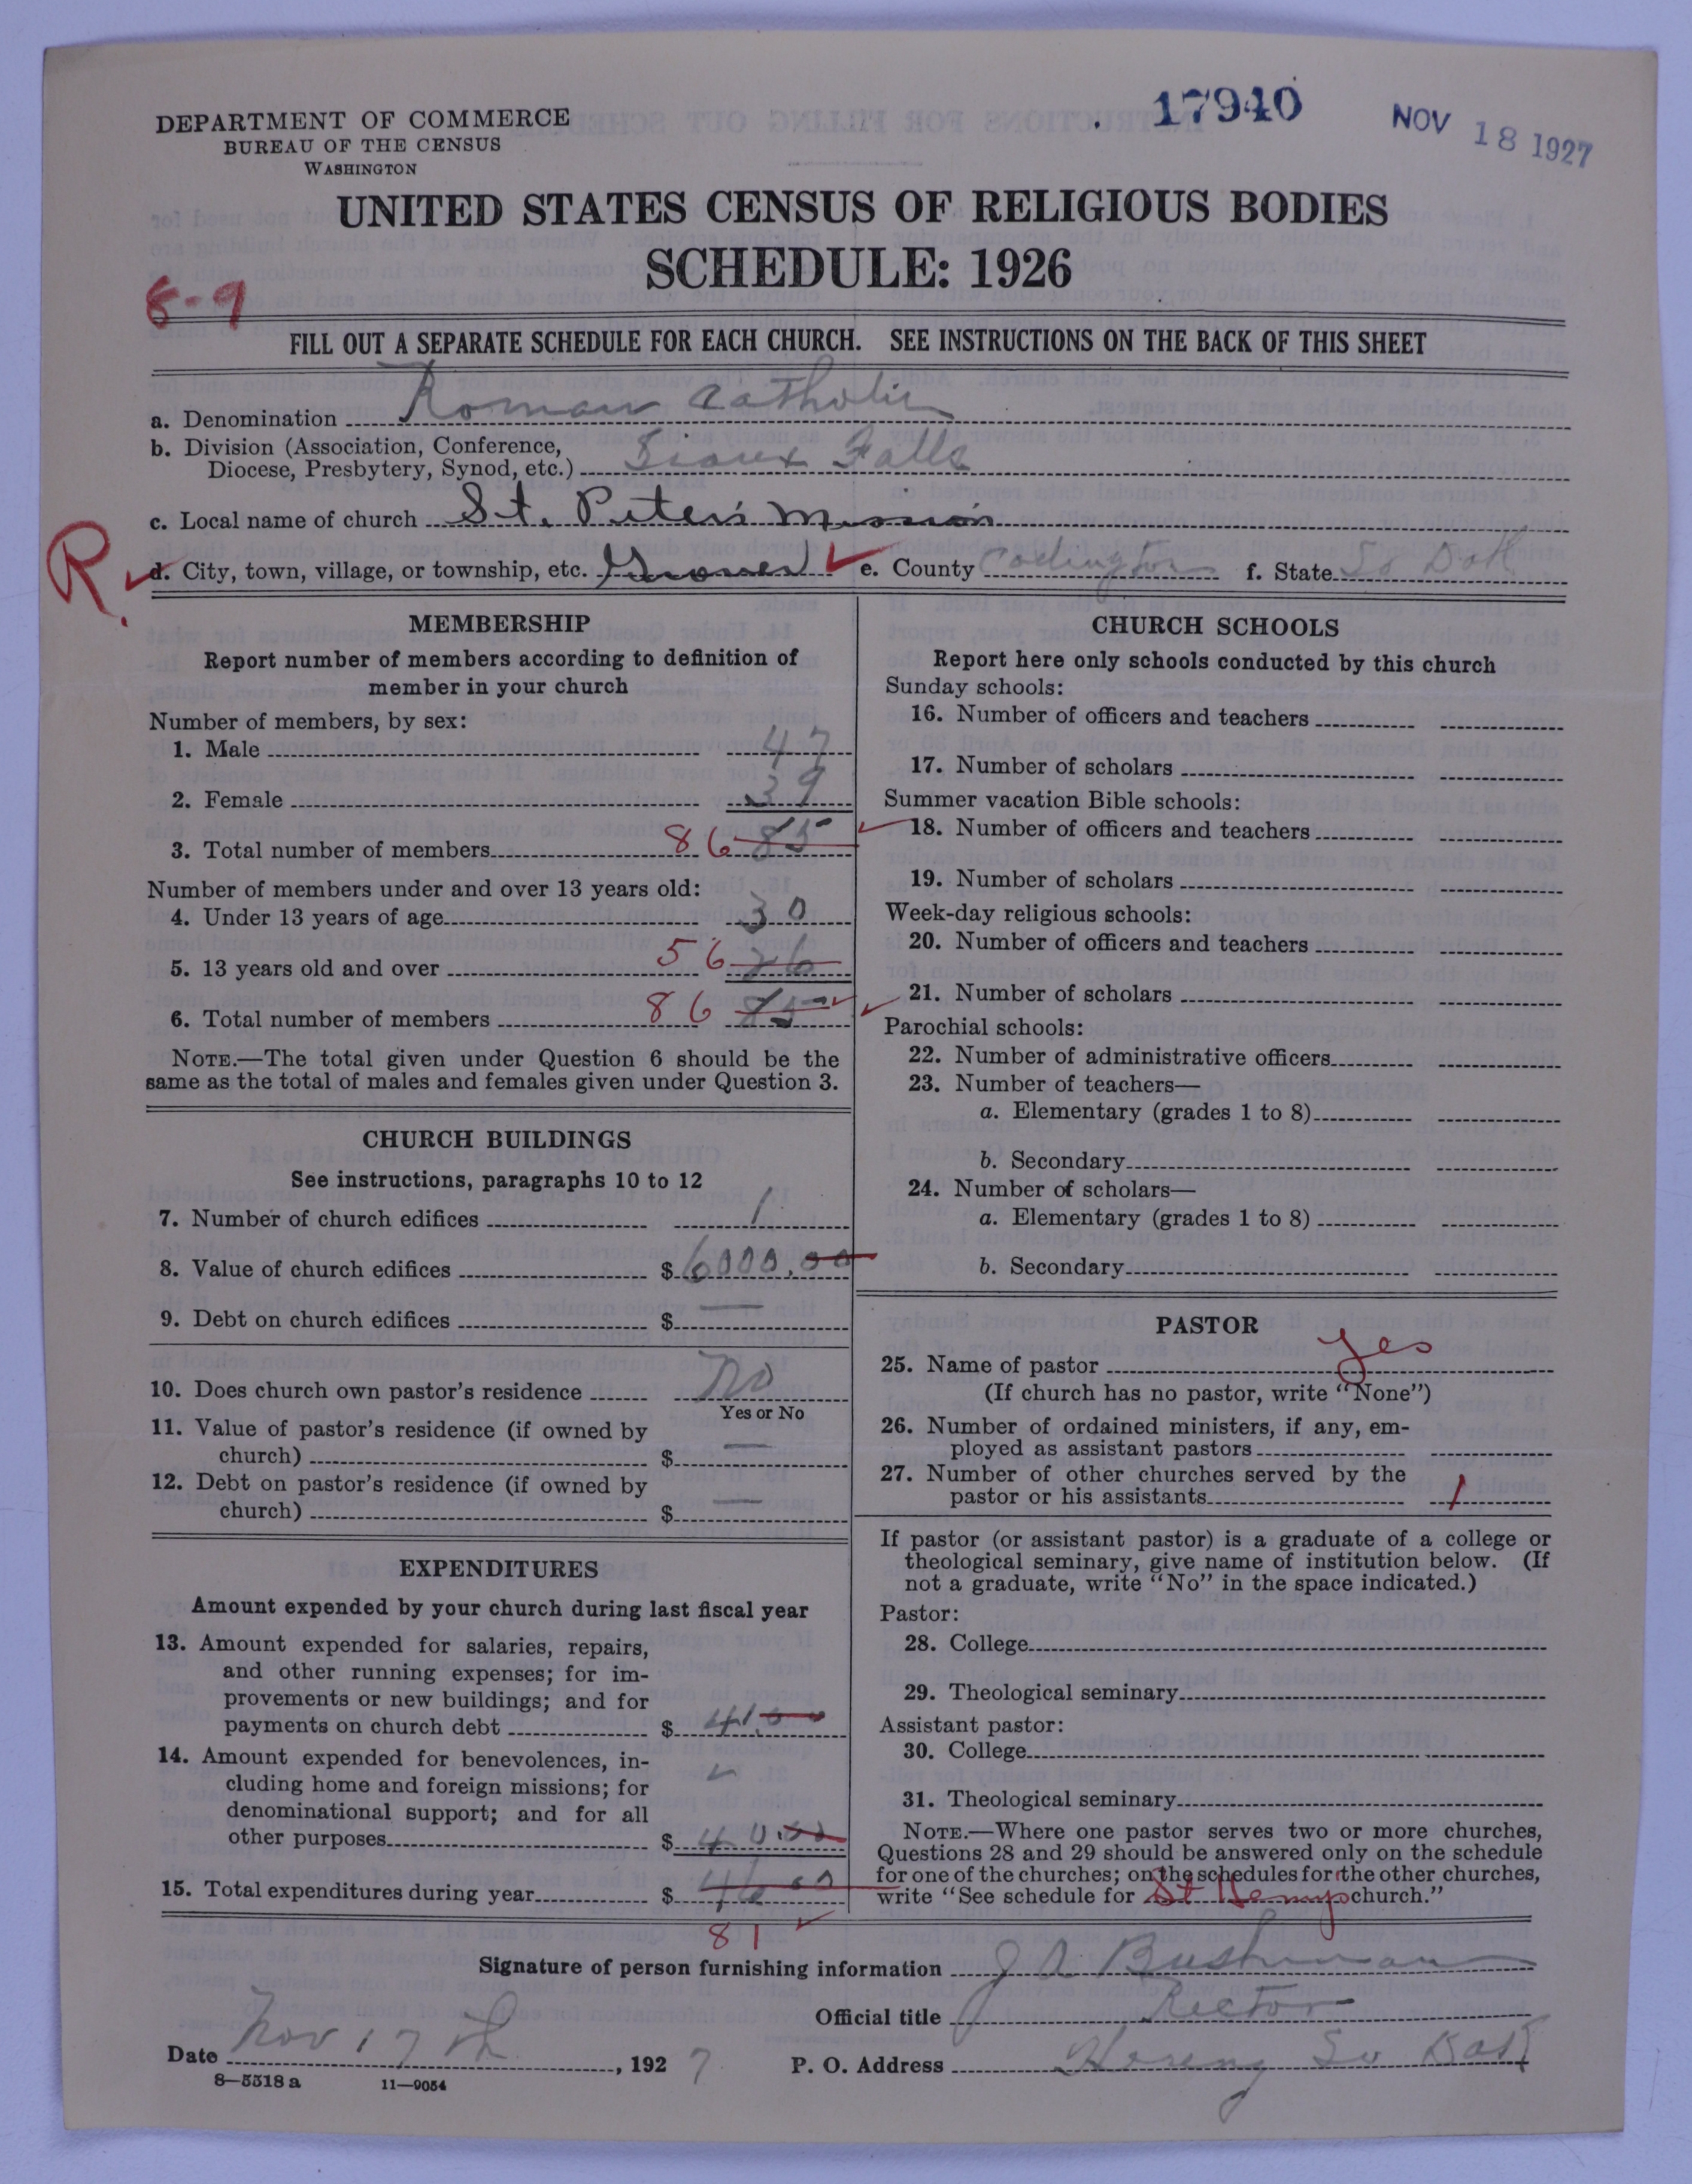 DEPARTMENT OF COMMERCE
BUREAU OF THE CENSUS
WASHINGTON
17940
NOV 18 1927
UNITED STATES CENSUS OF RELIGIOUS BODIES
SCHEDULE: 1926
8-9
FILL OUT A SEPARATE SCHEDULE FOR EACH CHURCH. SEE INSTRUCTIONS ON THE BACK OF THIS SHEET
a. Denomination Roman Catholic
b. Division (Association, Conference,
Diocese, Presbytery, Synod, etc.) Sioux Falls
c. Local name of church St. Peter's Mission
R.
d. City, town, village, or township, etc. Grover e. County Codington f. State So Dak
MEMBERSHIP
Report number of members according to definition of
member in your church
Number of members, by sex:
1. Male 47
2. Female 39
3. Total number of members 86 85
Number of members under and over 13 years old:
4. Under 13 years of age 30
5. 13 years old and over 56 26
6. Total number of members 86 85
NOTE.—The total given under Question 6 should be the
same as the total of males and females given under Question 3.
CHURCH BUILDINGS
See instructions, paragraphs 10 to 12
7. Number of church edifices 1
8. Value of church edifices $ 6000.00
9. Debt on church edifices $ —
10. Does church own pastor's residence No
Yes or No
11. Value of pastor's residence (if owned by
church) $ —
12. Debt on pastor's residence (if owned by
church) $ —
EXPENDITURES
Amount expended by your church during last fiscal year
13. Amount expended for salaries, repairs,
and other running expenses; for im-
provements or new buildings; and for
payments on church debt $ 41.00
14. Amount expended for benevolences, in-
cluding home and foreign missions; for
denominational support; and for all
other purposes $ 40.00
15. Total expenditures during year $
81
CHURCH SCHOOLS
Report here only schools conducted by this church
Sunday schools:
16. Number of officers and teachers
17. Number of scholars
Summer vacation Bible schools:
18. Number of officers and teachers
19. Number of scholars
Week-day religious schools:
20. Number of officers and teachers
21. Number of scholars
Parochial schools:
22. Number of administrative officers
23. Number of teachers—
a. Elementary (grades 1 to 8)
b. Secondary
24. Number of scholars—
a. Elementary (grades 1 to 8)
b. Secondary
PASTOR
25. Name of pastor Yes
(If church has no pastor, write "None")
26. Number of ordained ministers, if any, em-
ployed as assistant pastors
27. Number of other churches served by the
pastor or his assistants 1
If pastor (or assistant pastor) is a graduate of a college or
theological seminary, give name of institution below. (If
not a graduate, write "No" in the space indicated.)
Pastor:
28. College
29. Theological seminary
Assistant pastor:
30. College
31. Theological seminary
NOTE.—Where one pastor serves two or more churches,
Questions 28 and 29 should be answered only on the schedule
for one of the churches; on the schedules for the other churches,
write "See schedule for St Henrys church."
Signature of person furnishing information J A Bushman
Official title Rector
Date Nov 17 th, 1927 P. O. Address Henry So Dak
8—5518 a 11—9054